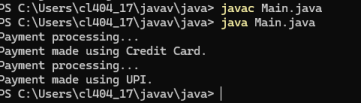 PS C:\Users\cl404_17\javav\java> javac Main.java
PS C:\Users\cl404_17\javav\java> java Main.java
Payment processing...
Payment made using Credit Card.
Payment processing...
Payment made using UPI.
PS C:\Users\cl404_17\javav\java>